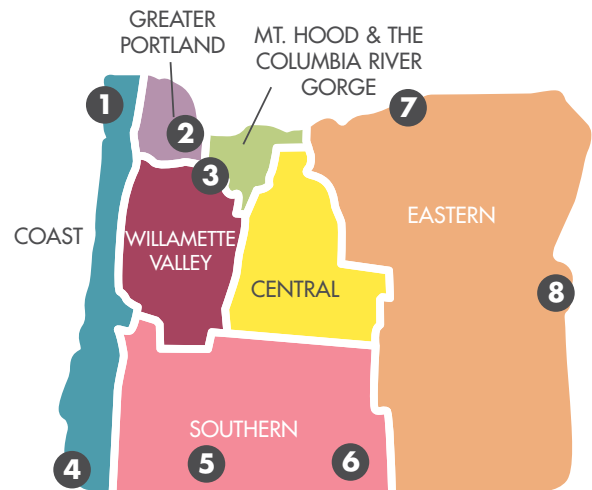 GREATER
PORTLAND
MT. HOOD & THE
COLUMBIA RIVER
GORGE
1
7
2
3
COAST
WILLAMETTE
VALLEY
EASTERN
CENTRAL
8
SOUTHERN
4
5
6